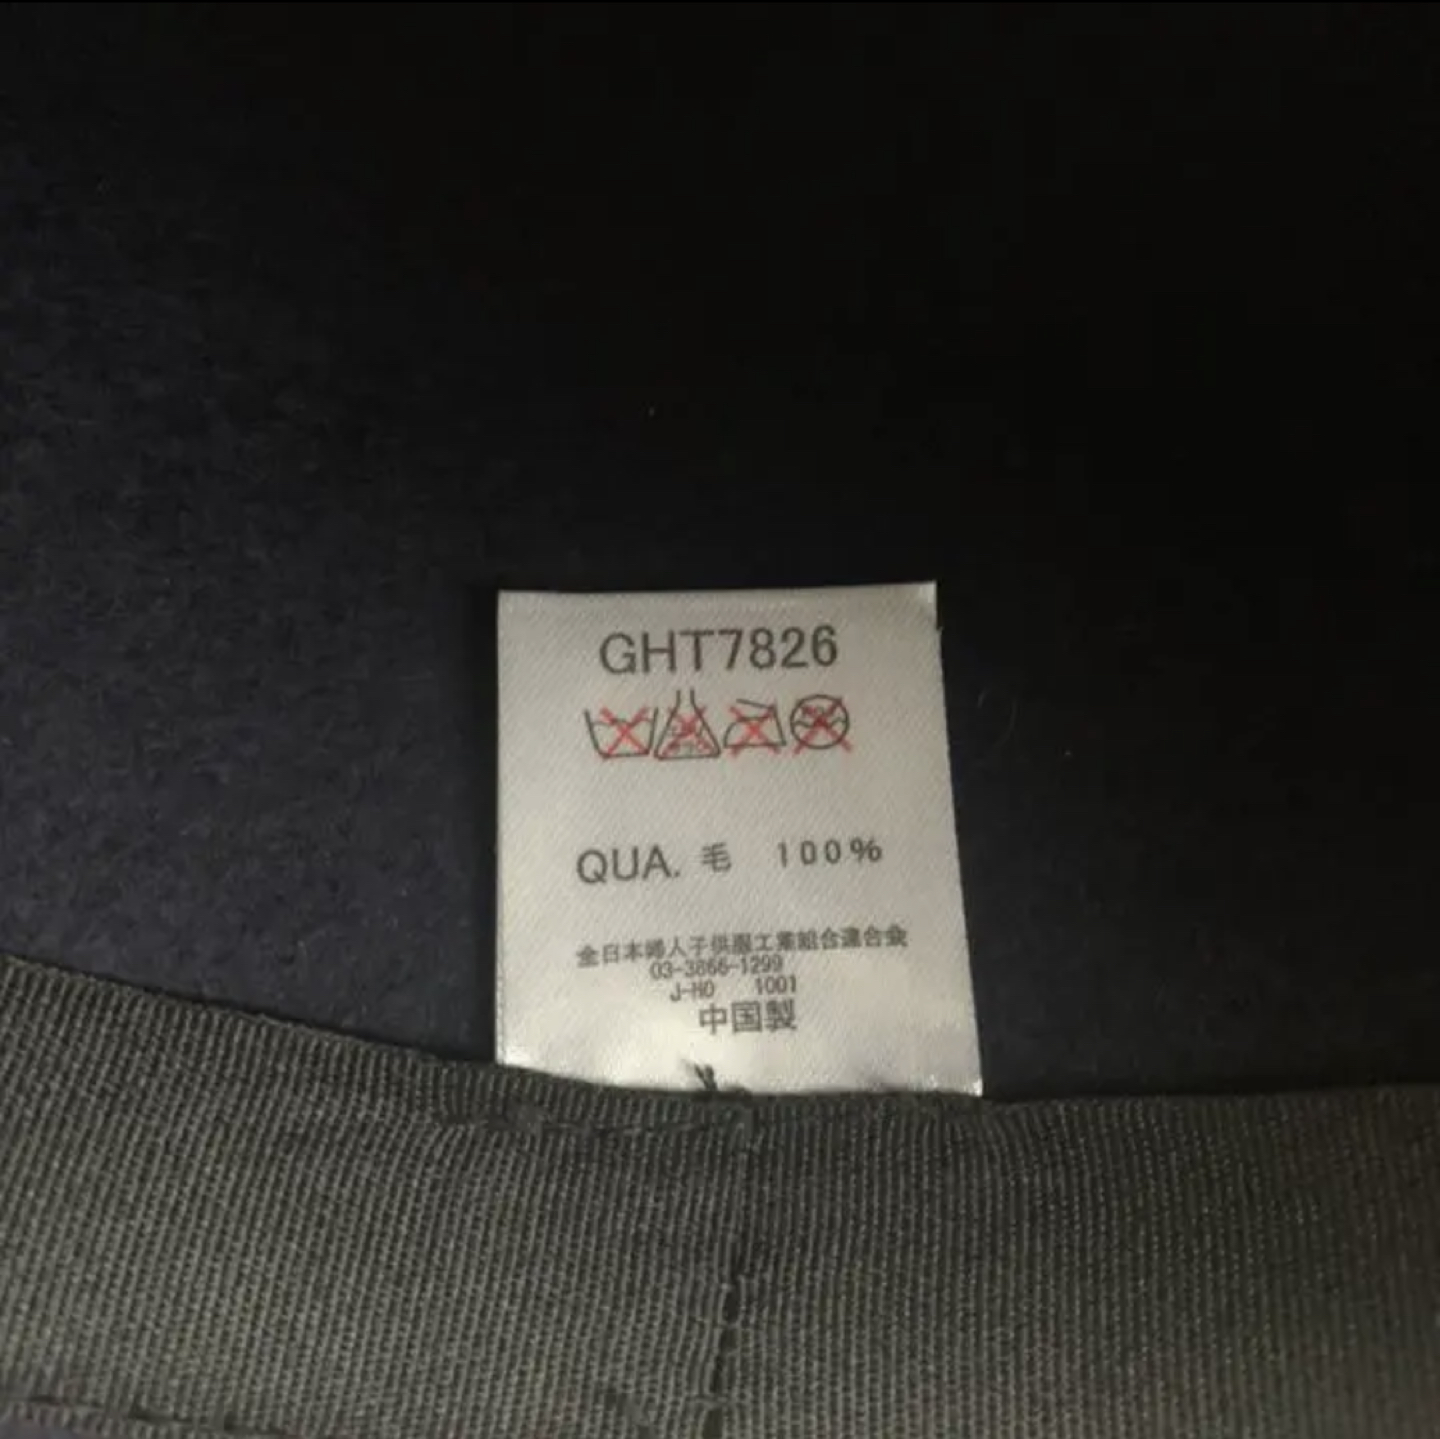 GHT7826
QUA. 毛 100%
全日本婦人子供服工業組合連合会
03-3866-1299
J-HO 1001
中国製